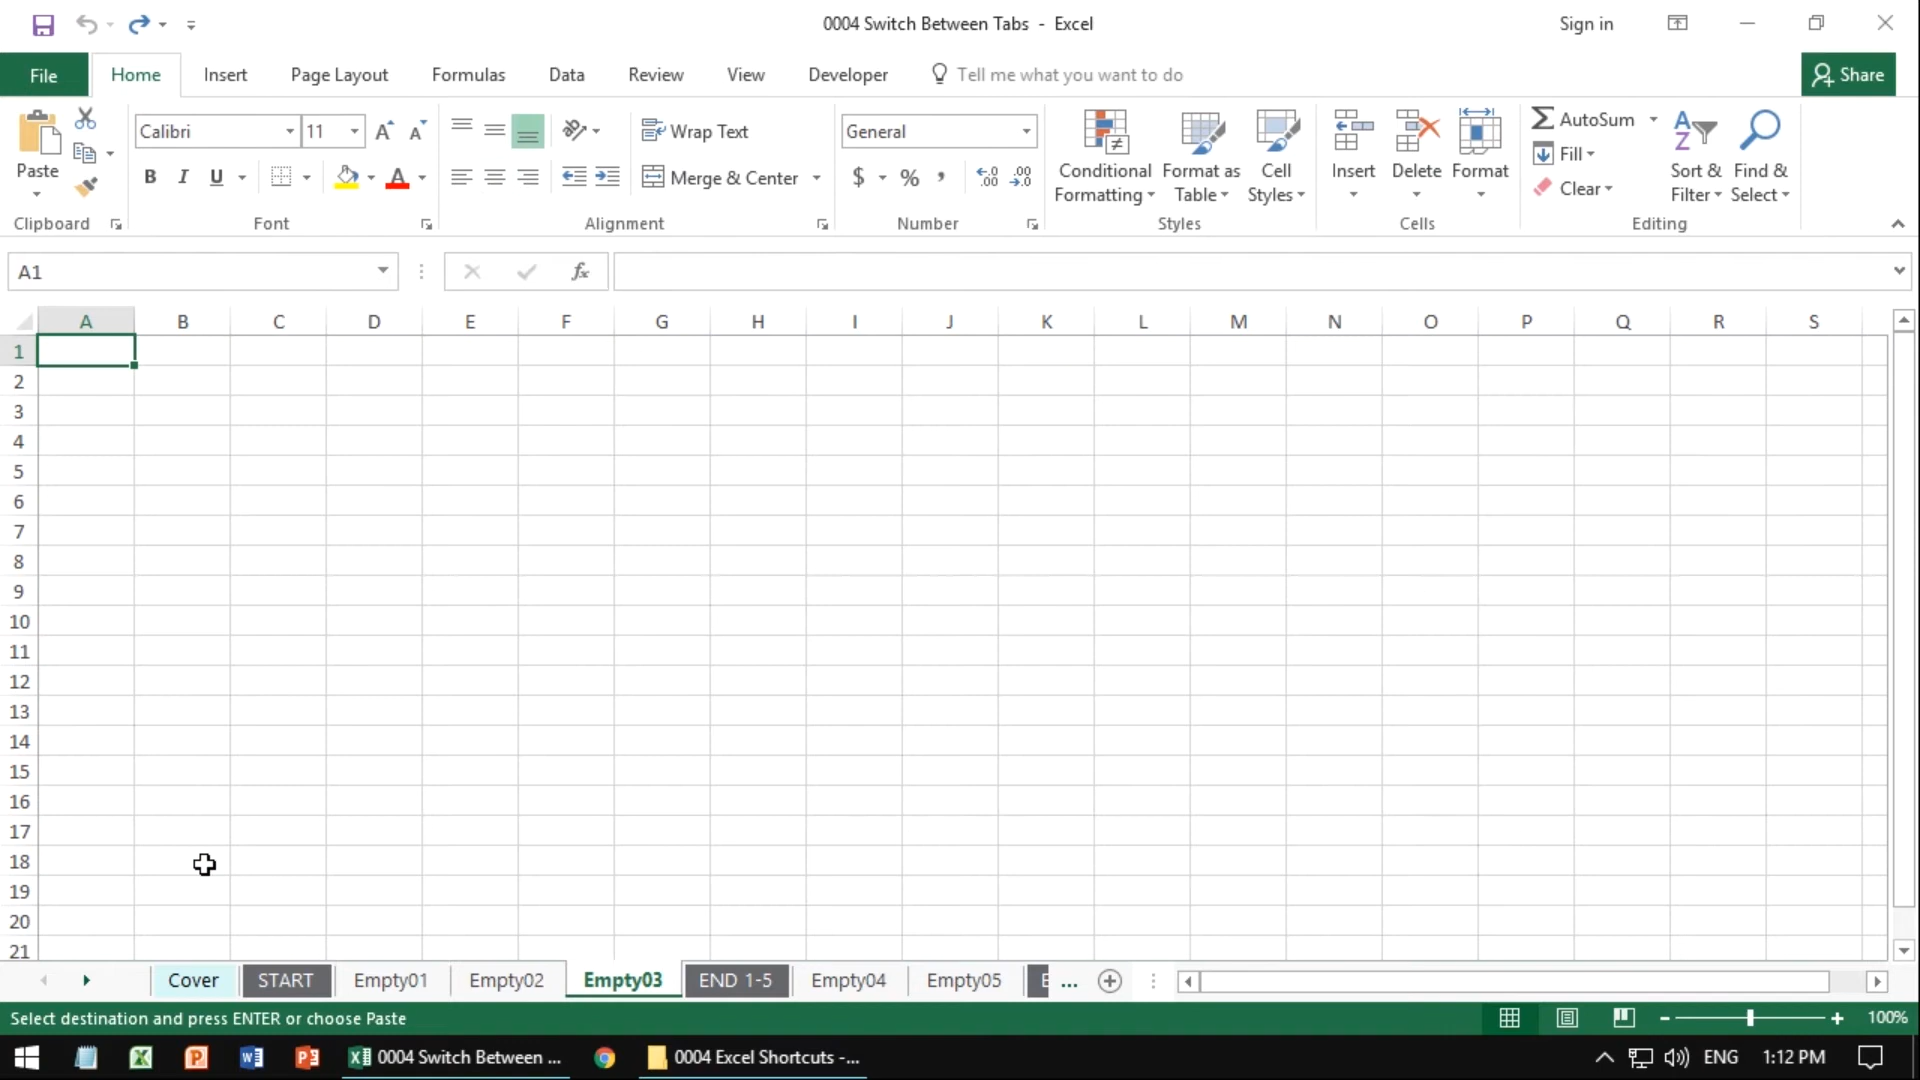 0004 Switch Between Tabs - Excel
Sign in
File Home Insert Page Layout Formulas Data Review View Developer Tell me what you want to do Share
Paste
Calibri 11
B I U A
Wrap Text
Merge & Center
General
$ % , .00
Conditional Formatting
Format as Table
Cell Styles
Insert Delete Format
AutoSum
Fill
Clear
Sort & Filter
Find & Select
Clipboard Font Alignment Number Styles Cells Editing
A1 fx
A B C D E F G H I J K L M N O P Q R S
1
2
3
4
5
6
7
8
9
10
11
12
13
14
15
16
17
18
19
20
21
Cover START Empty01 Empty02 Empty03 END 1-5 Empty04 Empty05 ...
Select destination and press ENTER or choose Paste 100%
0004 Switch Between ... 0004 Excel Shortcuts -... ENG 1:12 PM